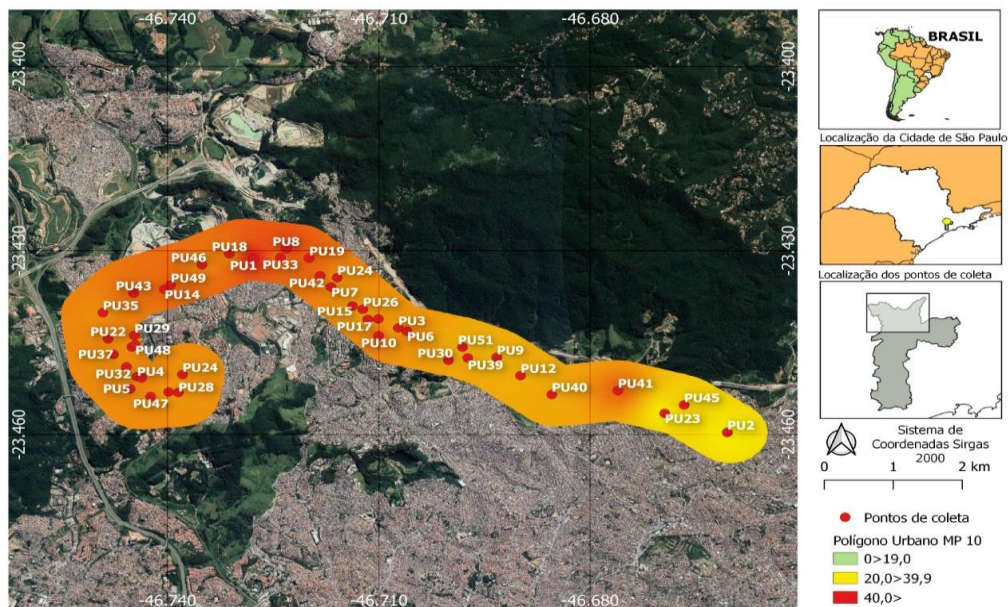 -46.740
-46.710
-46.680
-23.400
-23.400
-23.430
-23.430
-23.460
-23.460
PU8
PU18
PU19
PU46
PU1
PU33
PU24
PU43
PU49
PU42
PU14
PU7
PU35
PU26
PU15
PU3
PU22
PU29
PU17
PU6
PU10
PU51
PU48
PU37
PU9
PU30
PU39
PU32
PU4
PU24
PU12
PU5
PU28
PU41
PU40
PU47
PU45
PU23
PU2
-46.740
-46.710
-46.680
BRASIL
Localização da Cidade de São Paulo
Localização dos pontos de coleta
Sistema de
Coordenadas Sirgas
2000
0 2 km
Pontos de coleta
Polígono Urbano MP 10
0>19,0
20,0>39,9
40,0>